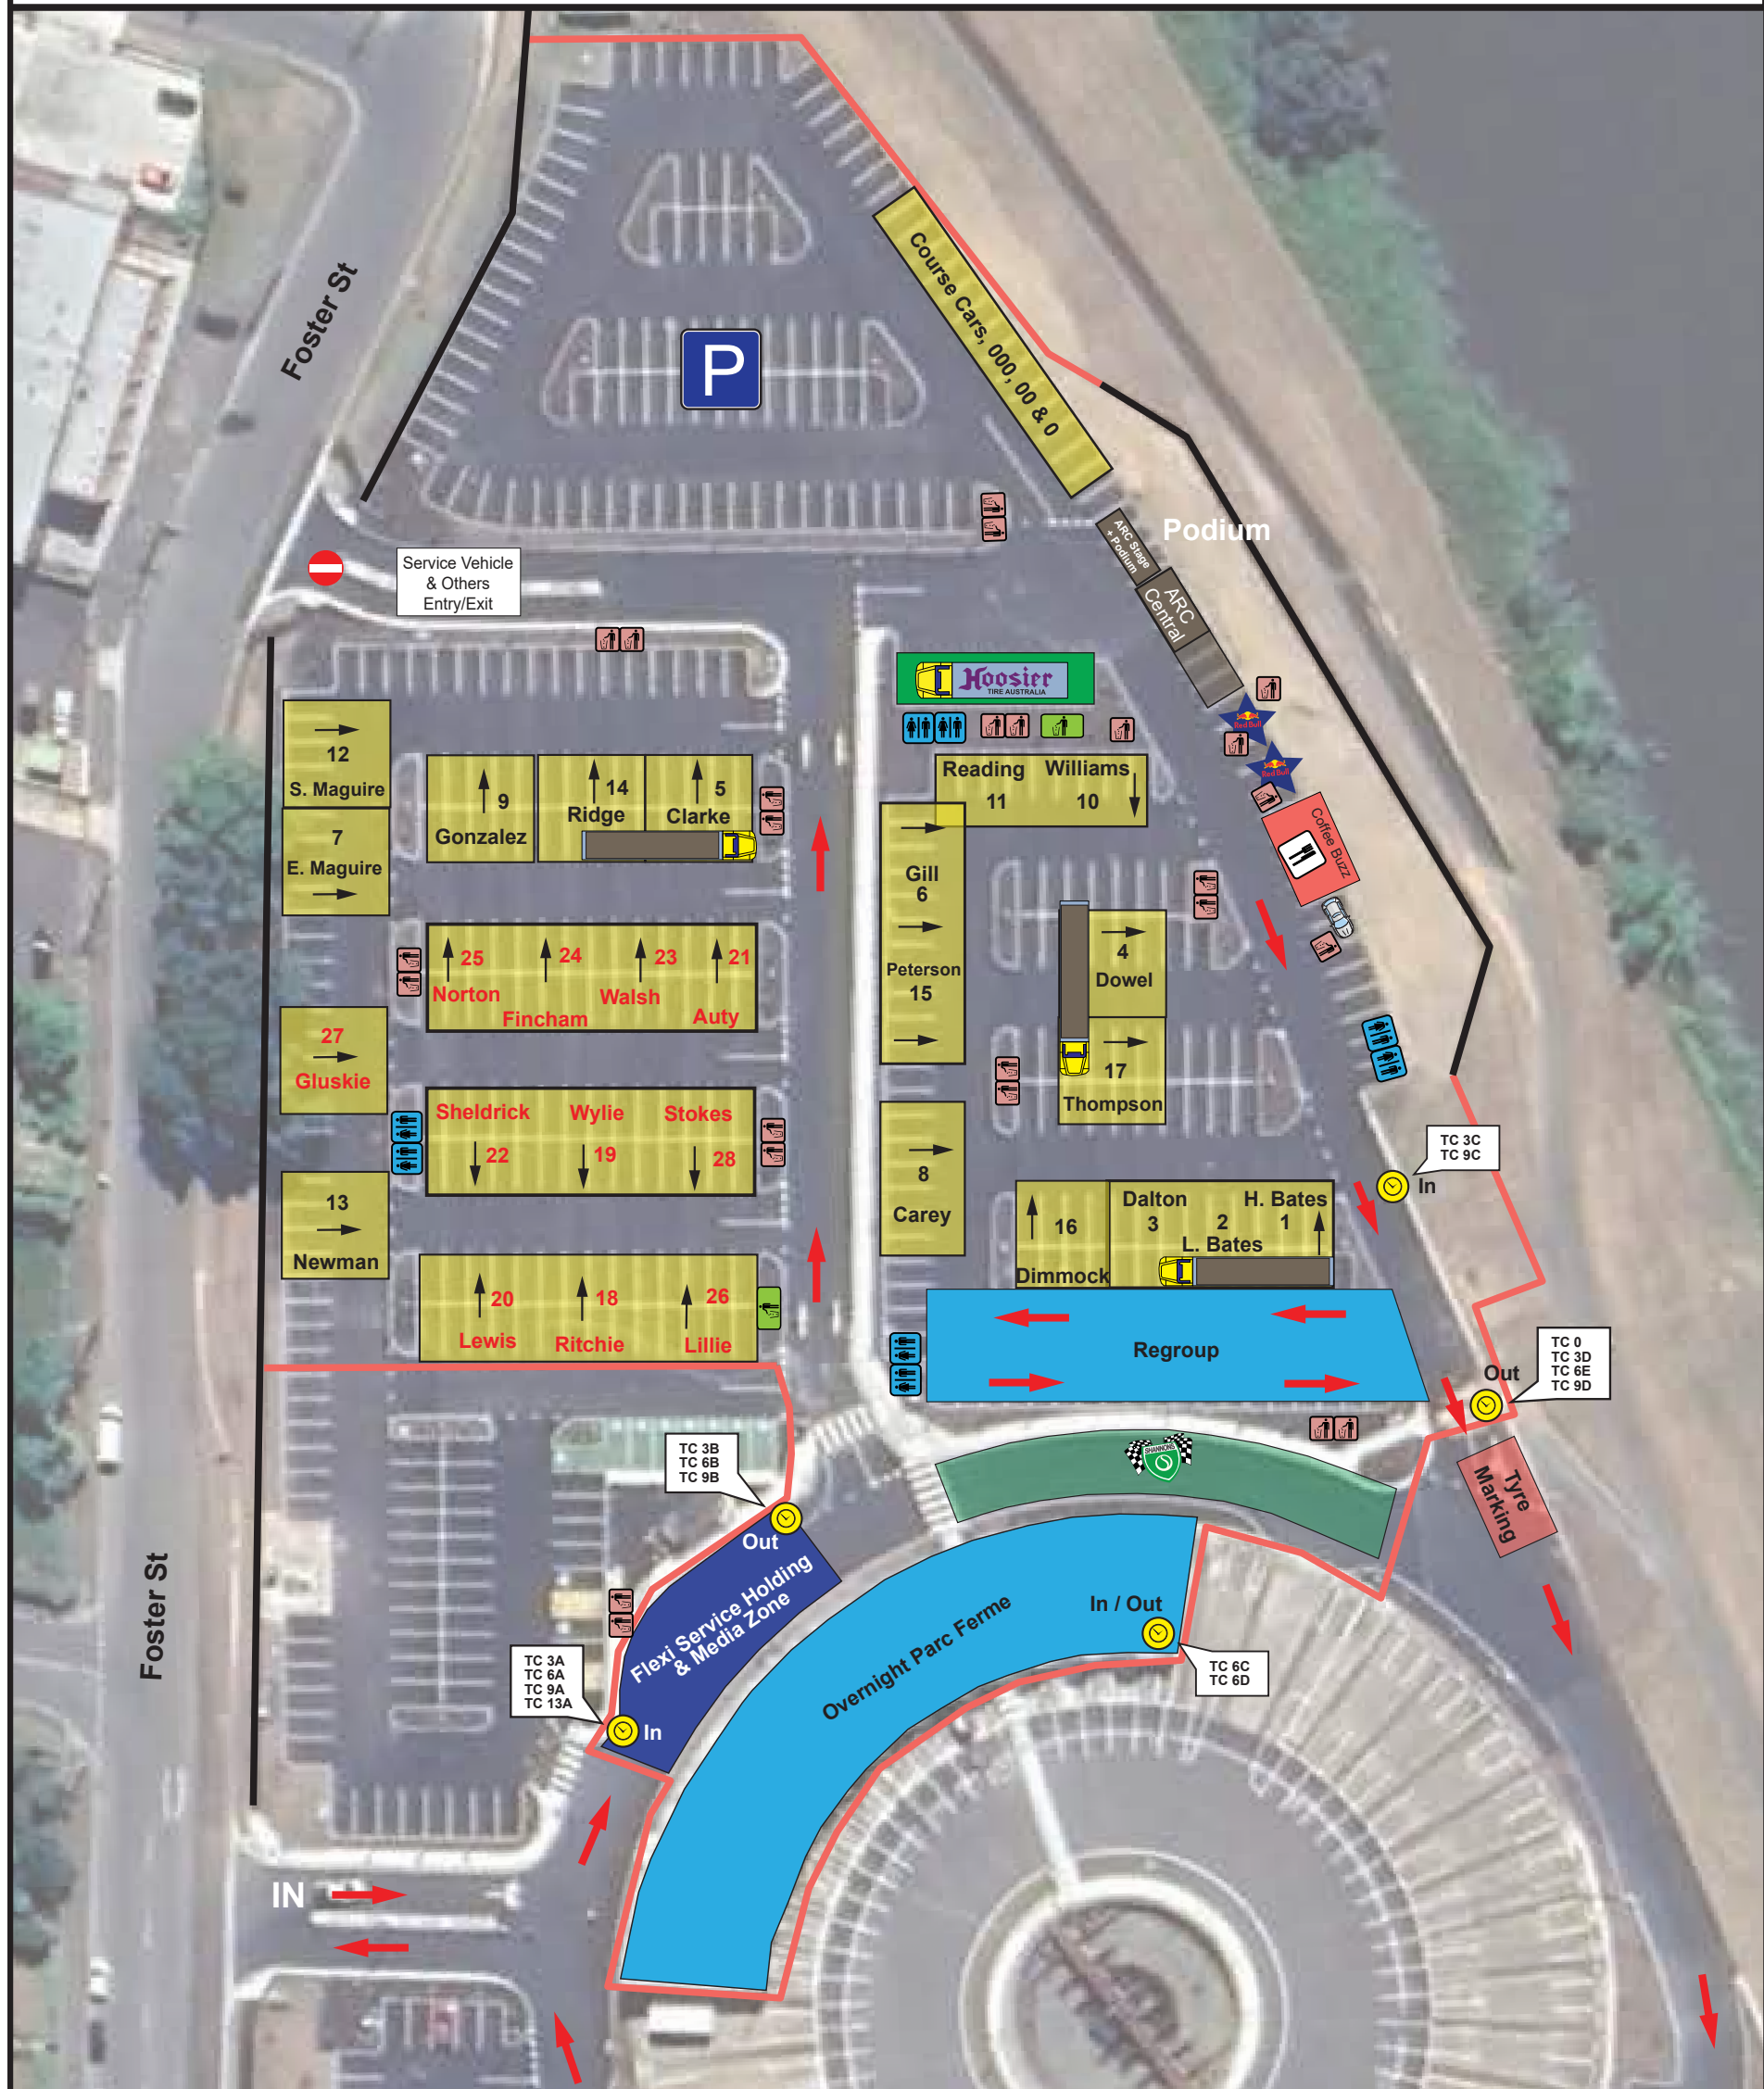 Foster St
P
Course Cars, 000, 00 & 0
Service Vehicle
& Others
Entry/Exit
ARC Stage
+ Podium
Podium
ARC
Central
Hoosier
TIRE AUSTRALIA
Red Bull
Red Bull
Coffee Buzz
12
S. Maguire
7
E. Maguire
9
Gonzalez
14
Ridge
5
Clarke
Reading
11
Williams
10
Gill
6
Peterson
15
4
Dowel
17
Thompson
25
Norton
24
Fincham
23
Walsh
21
Auty
27
Gluskie
Sheldrick
22
Wylie
19
Stokes
28
8
Carey
13
Newman
16
Dimmock
Dalton
3
2
L. Bates
H. Bates
1
TC 3C
TC 9C
In
20
Lewis
18
Ritchie
26
Lillie
Regroup
Out
TC 0
TC 3D
TC 6E
TC 9D
SHANNONS
Tyre
Marking
TC 3B
TC 6B
TC 9B
Out
Flexi Service Holding
& Media Zone
TC 3A
TC 6A
TC 9A
TC 13A
In
Overnight Parc Ferme
In / Out
TC 6C
TC 6D
Foster St
IN